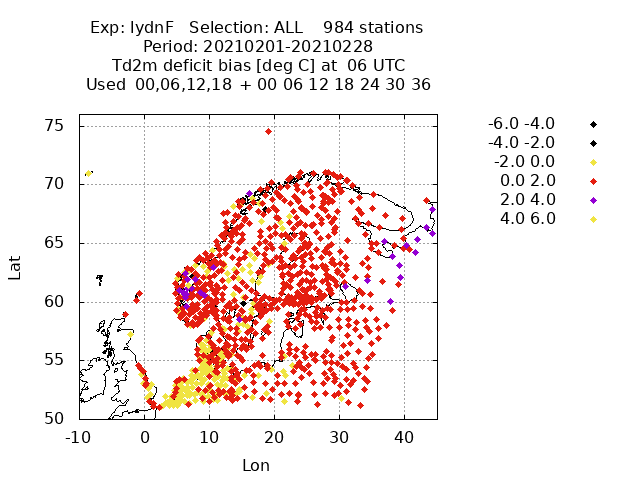 Exp: IydnF   Selection: ALL    984 stations
Period: 20210201-20210228
Td2m deficit bias [deg C] at  06 UTC
Used  00,06,12,18  + 00 06 12 18 24 30 36
-6.0 -4.0
-4.0 -2.0
-2.0 0.0
0.0 2.0
2.0 4.0
4.0 6.0
75
70
65
60
55
50
Lat
-10 0 10 20 30 40
Lon